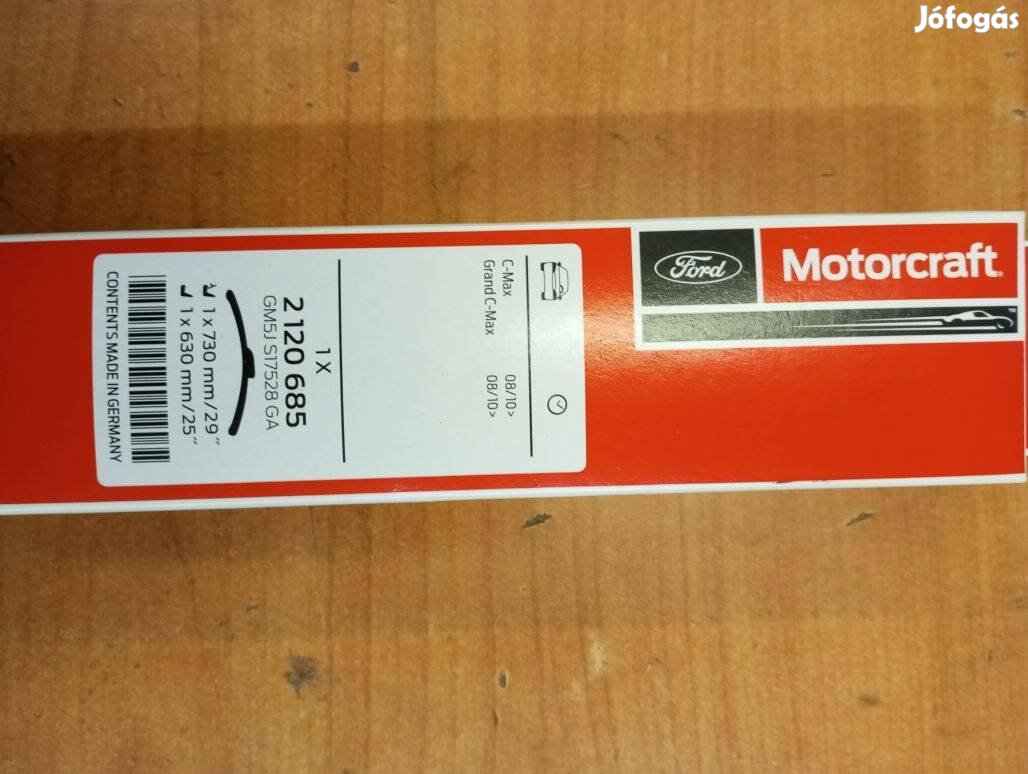 Jófogás
Ford
Motorcraft
C-Max 08/10>
Grand C-Max 08/10>
1 X
2 120 685
GM5J S17528 GA
1 x 730 mm/29"
1 x 630 mm/25"
CONTENTS MADE IN GERMANY